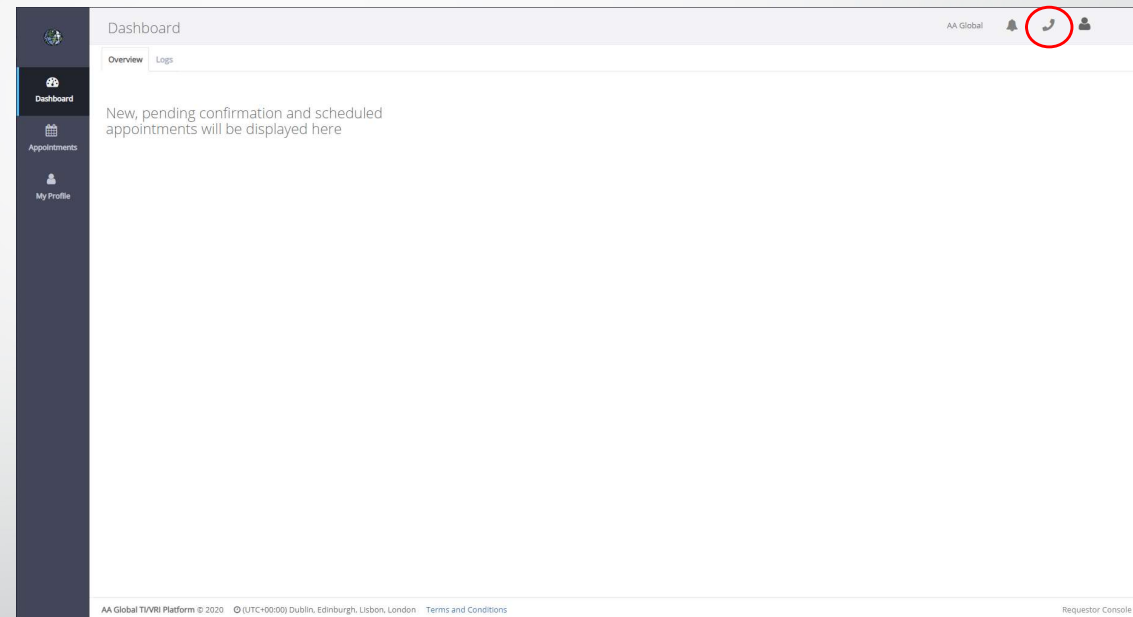 Dashboard
AA Global
Overview Logs
Dashboard
Appointments
My Profile
New, pending confirmation and scheduled
appointments will be displayed here
AA Global TI/VRI Platform © 2020 (UTC+00:00) Dublin, Edinburgh, Lisbon, London Terms and Conditions
Requestor Console